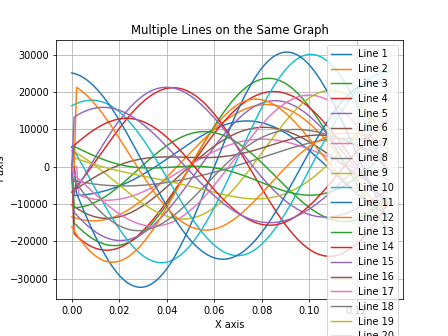 Multiple Lines on the Same Graph
30000
20000
10000
0
−10000
−20000
−30000
0.00
0.02
0.04
0.06
0.08
0.10
X axis
axis
Line 1
Line 2
Line 3
Line 4
Line 5
Line 6
Line 7
Line 8
Line 9
Line 10
Line 11
Line 12
Line 13
Line 14
Line 15
Line 16
Line 17
Line 18
Line 19
Line 20